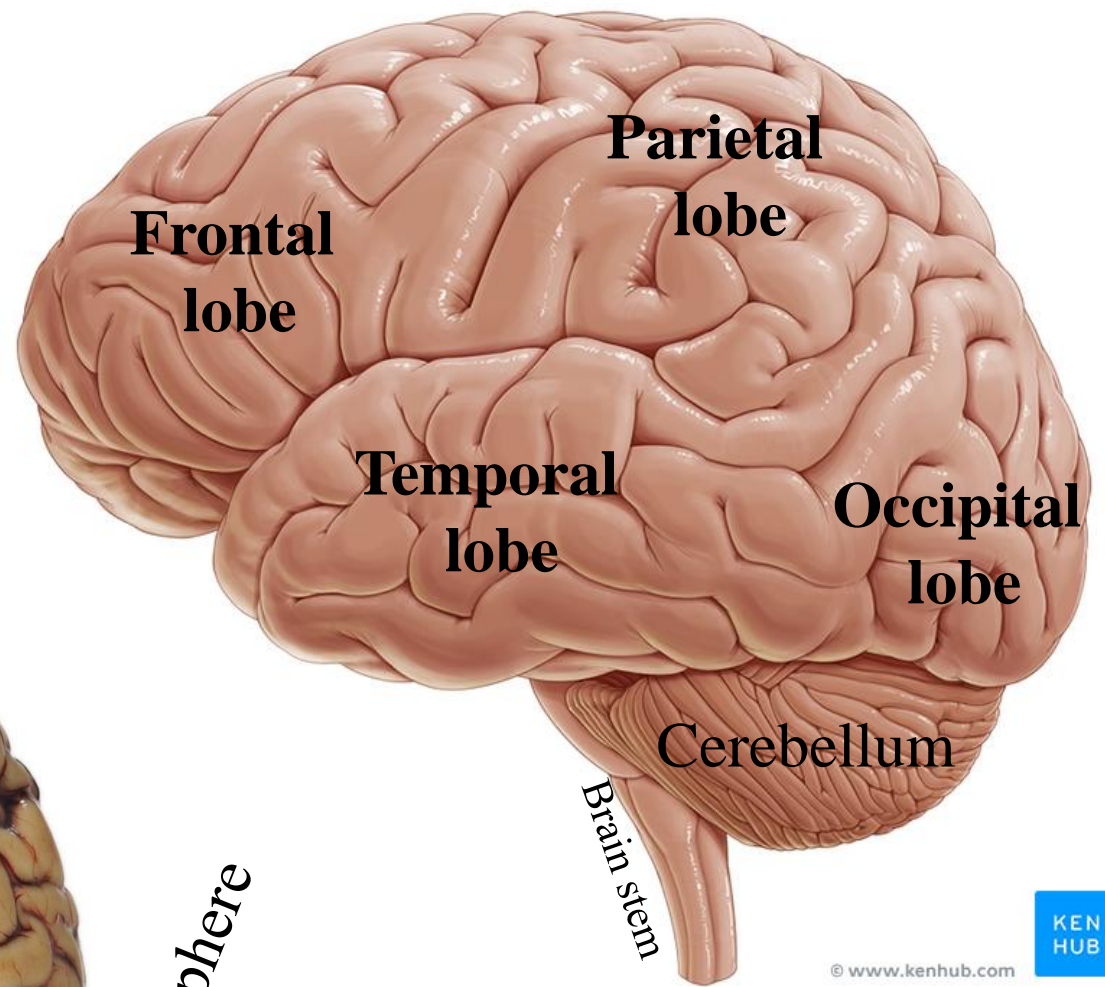 Parietal
lobe
Frontal
lobe
Temporal
lobe
Occipital
lobe
Cerebellum
Brain stem
phere
KEN
HUB
© www.kenhub.com